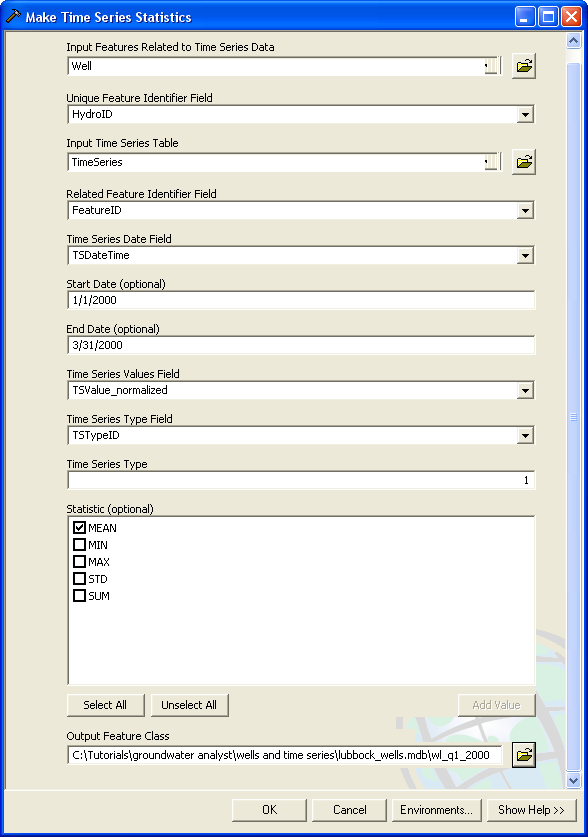 Make Time Series Statistics
Input Features Related to Time Series Data
Well
Unique Feature Identifier Field
HydroID
Input Time Series Table
TimeSeries
Related Feature Identifier Field
FeatureID
Time Series Date Field
TSDateTime
Start Date (optional)
1/1/2000
End Date (optional)
3/31/2000
Time Series Values Field
TSValue_normalized
Time Series Type Field
TSTypeID
Time Series Type
1
Statistic (optional)
MEAN
MIN
MAX
STD
SUM
Select All Unselect All Add Value
Output Feature Class
C:\Tutorials\groundwater analyst\wells and time series\lubbock_wells.mdb\wl_q1_2000
OK Cancel Environments... Show Help >>